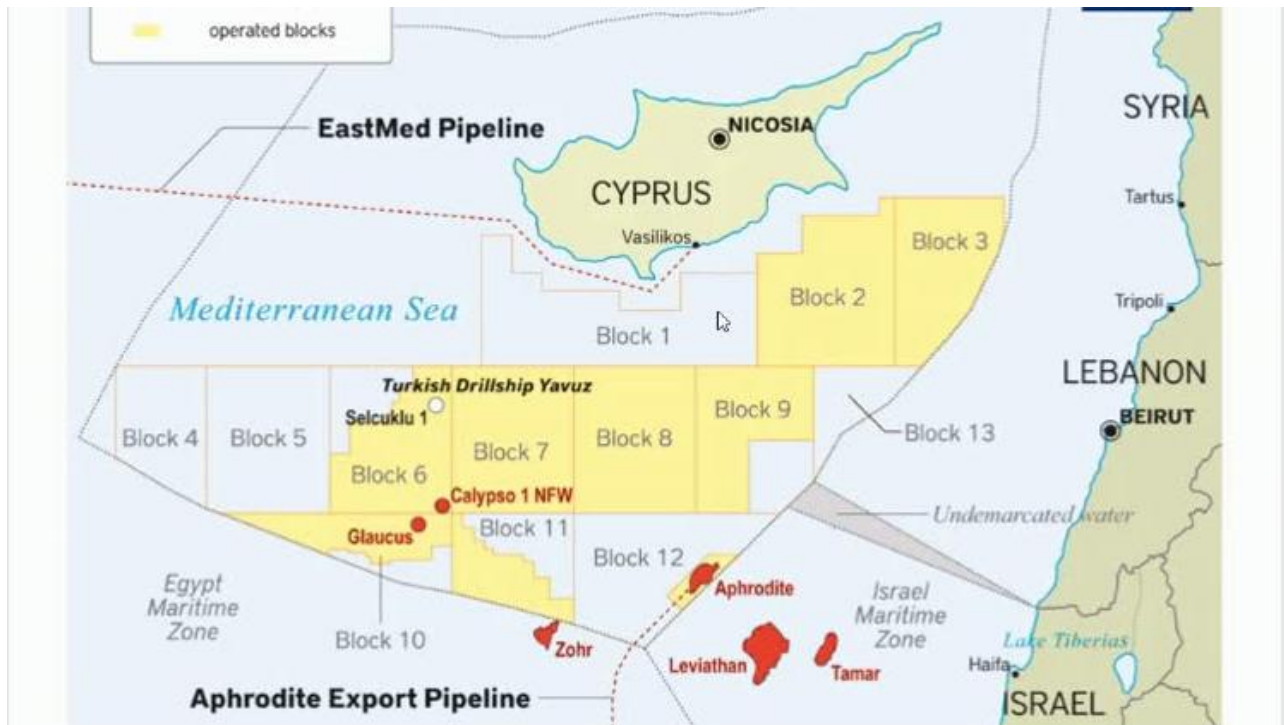 operated blocks
EastMed Pipeline
NICOSIA
SYRIA
CYPRUS
Tartus
Vasilikos
Block 3
Block 2
Mediterranean Sea
Tripoli
Block 1
LEBANON
Turkish Drillship Yavuz
Selcuklu 1
BEIRUT
Block 9
Block 4
Block 5
Block 8
Block 13
Block 7
Block 6
Calypso 1 NFW
Undemarcated water
Block 11
Glaucus
Block 12
Egypt
Maritime
Zone
Aphrodite
Israel
Maritime
Zone
Block 10
Zohr
Lake Tiberias
Leviathan
Tamar
Haifa
Aphrodite Export Pipeline
ISRAEL